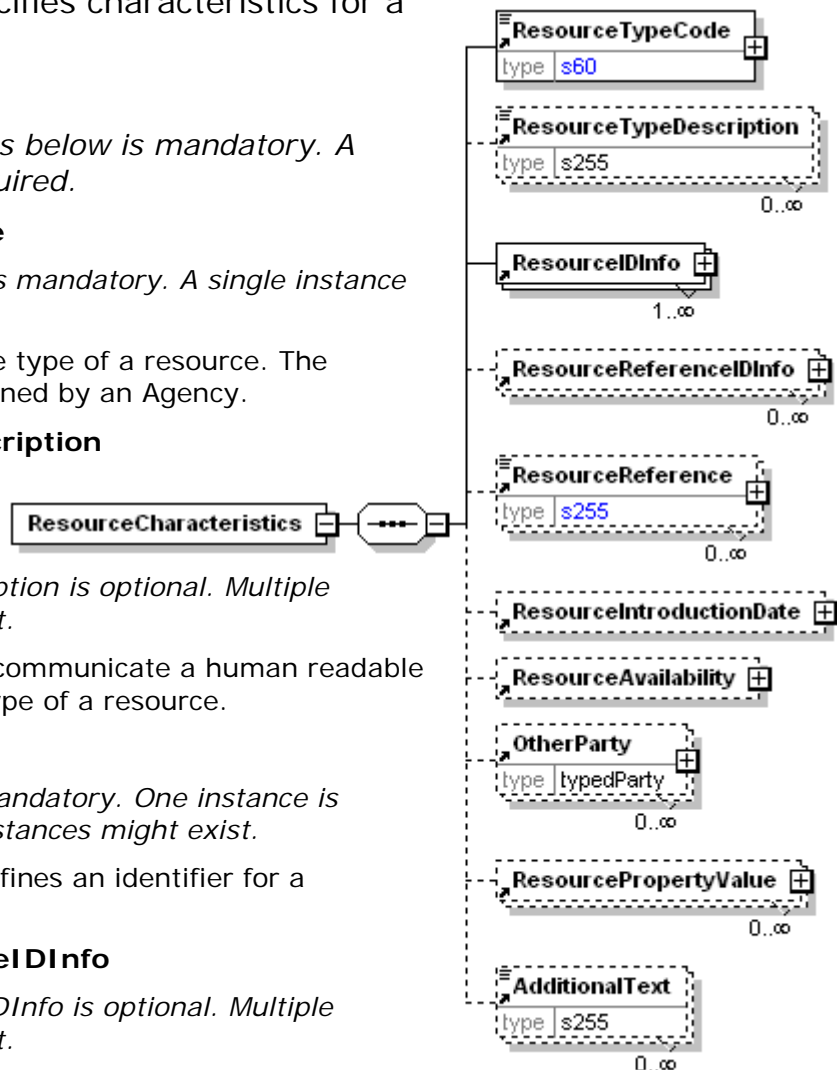 cifies characteristics for a
s below is mandatory. A
uired.
e
s mandatory. A single instance
e type of a resource. The
ned by an Agency.
cription
ption is optional. Multiple
t.
communicate a human readable
ype of a resource.
andatory. One instance is
stances might exist.
fines an identifier for a
eIDInfo
DInfo is optional. Multiple
t.
ResourceCharacteristics
ResourceTypeCode
type s60
ResourceTypeDescription
type s255
0..∞
ResourceIDInfo
1..∞
ResourceReferenceIDInfo
0..∞
ResourceReference
type s255
0..∞
ResourceIntroductionDate
ResourceAvailability
OtherParty
type typedParty
0..∞
ResourcePropertyValue
0..∞
AdditionalText
type s255
0..∞